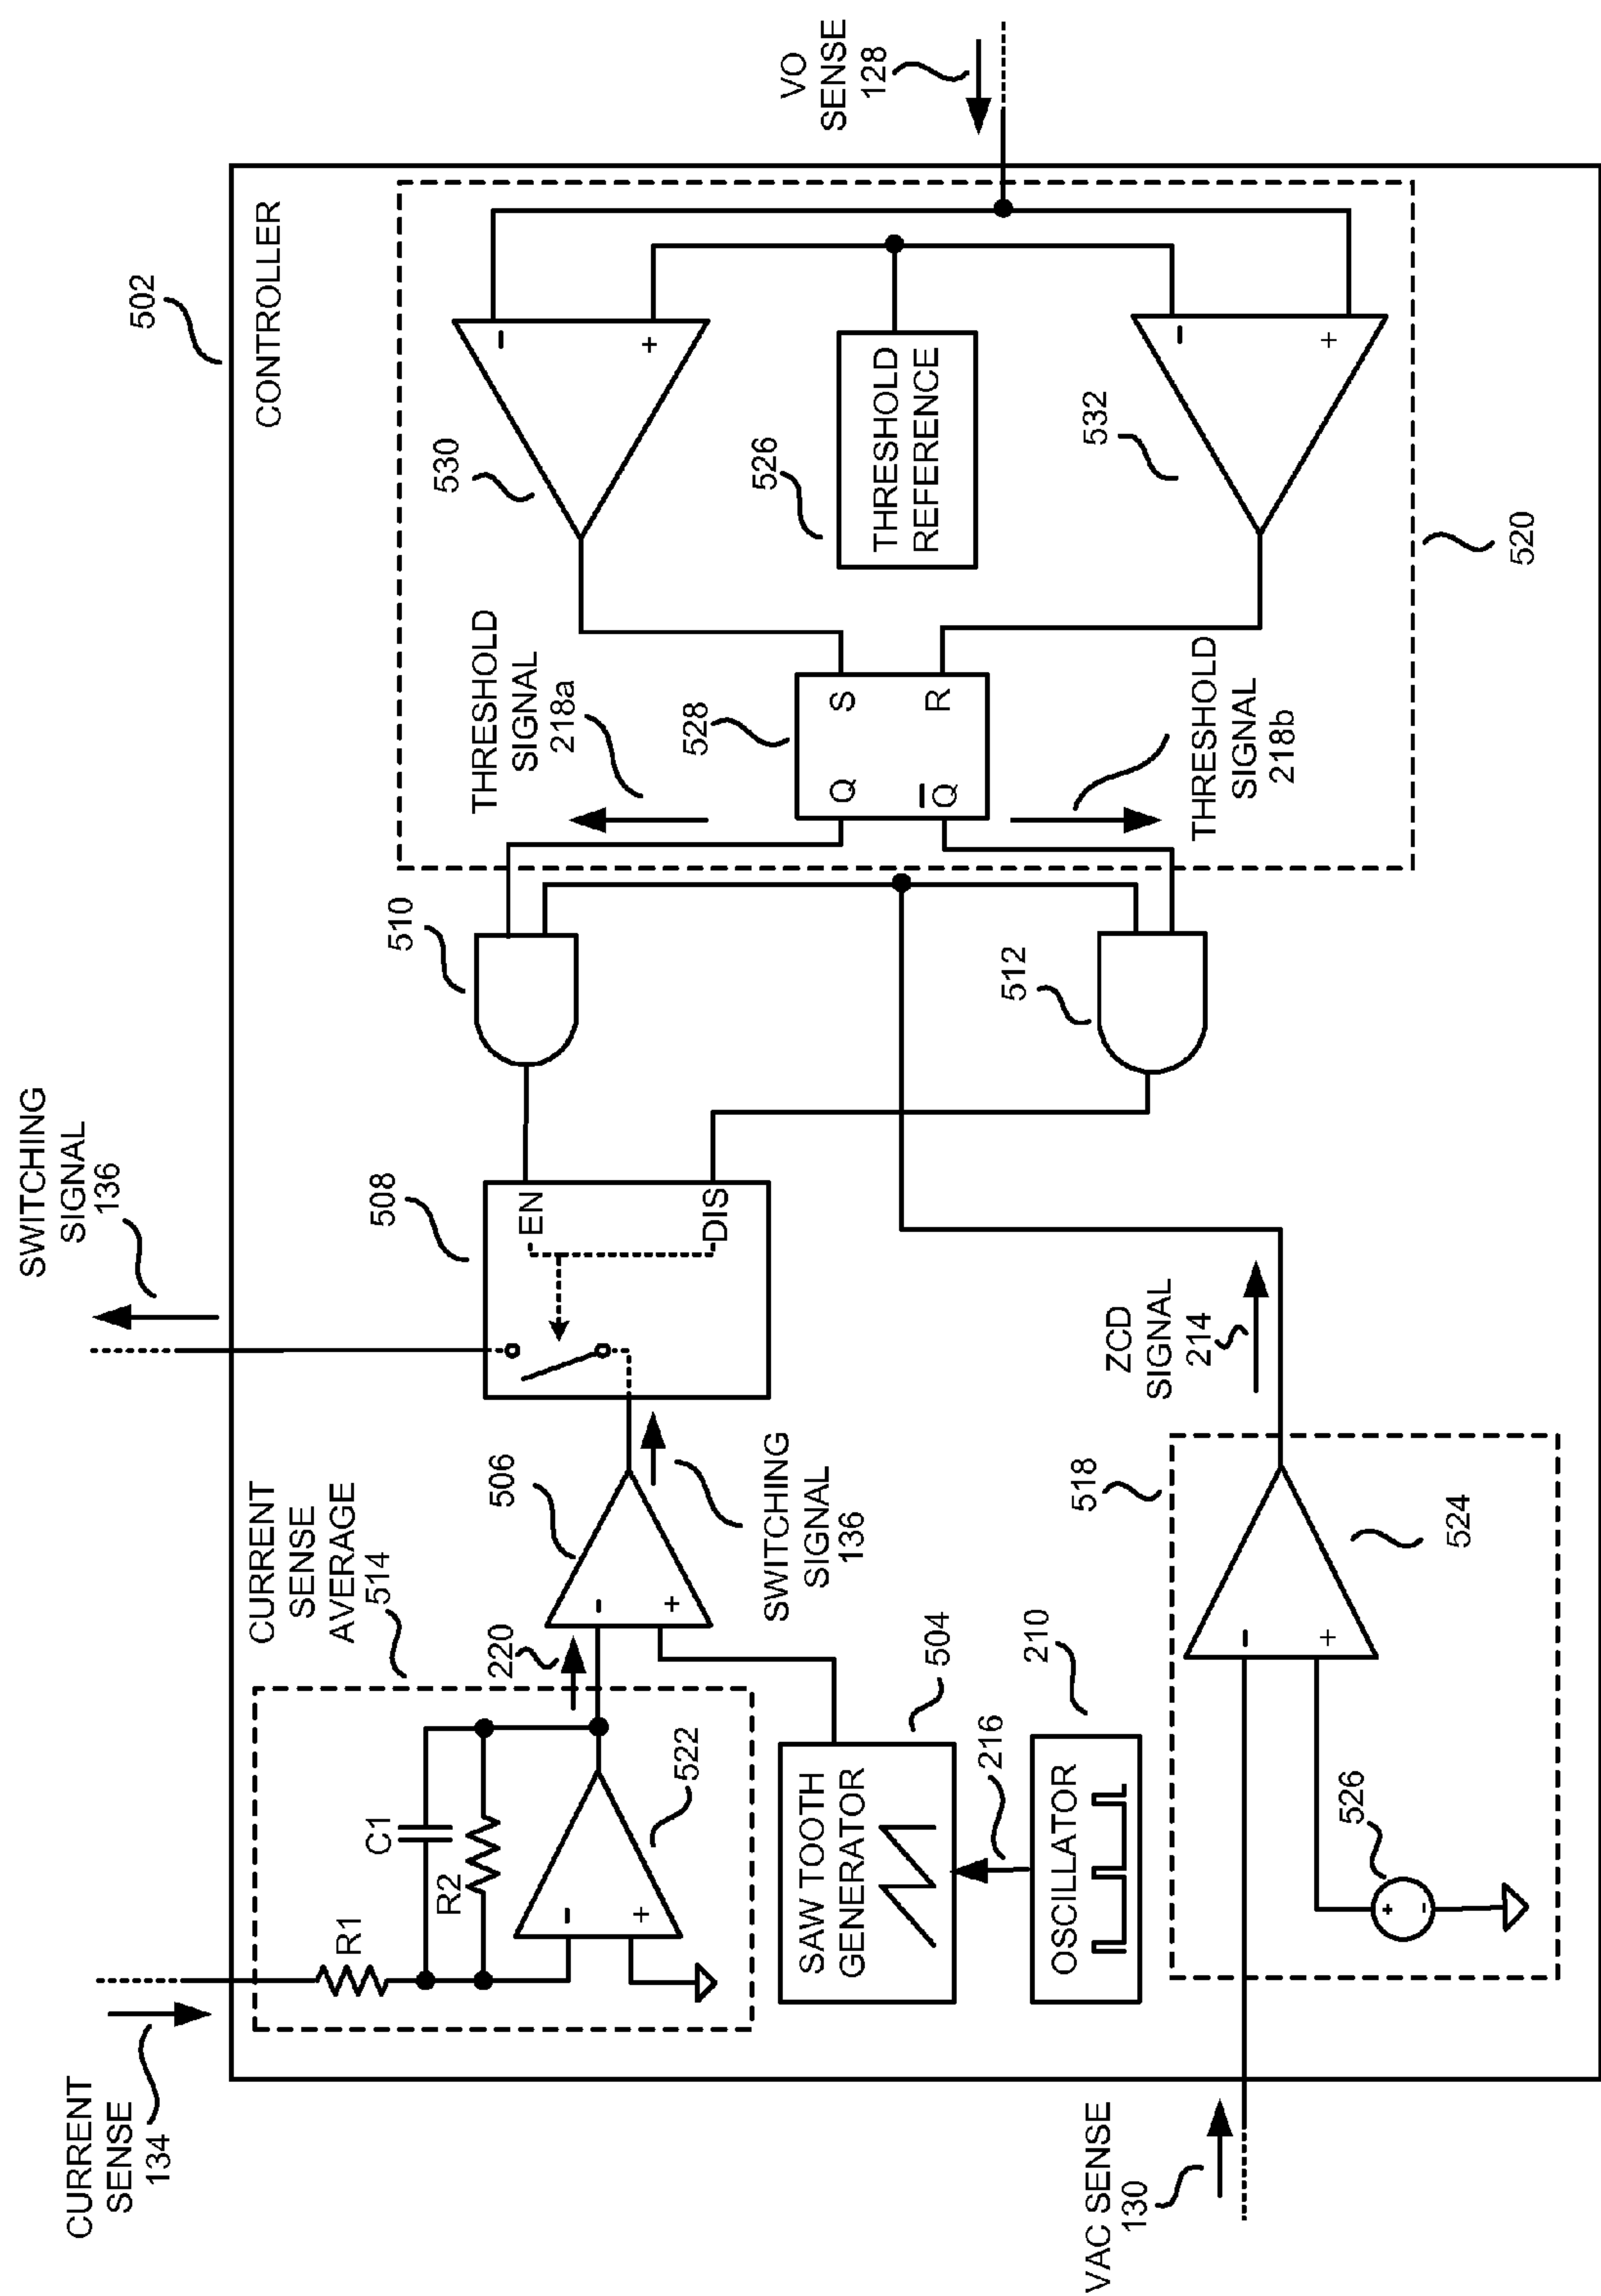 502
CONTROLLER
SWITCHING
SIGNAL
136
CURRENT
SENSE
134
CURRENT
SENSE
AVERAGE
514
R1
C1
R2
−
+
522
220
506
−
+
SWITCHING
SIGNAL
136
508
EN
DIS
510
512
THRESHOLD
SIGNAL
218a
528
Q
S
Q̅
R
THRESHOLD
SIGNAL
218b
530
−
+
526
THRESHOLD
REFERENCE
532
−
+
520
VO
SENSE
128
SAW TOOTH
GENERATOR
504
216
OSCILLATOR
210
VAC SENSE
130
518
−
+
524
526
+
-
ZCD
SIGNAL
214